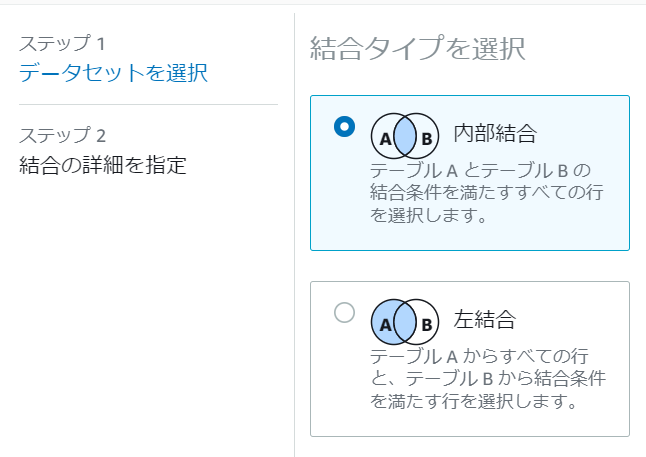 ステップ 1
データセットを選択
ステップ 2
結合の詳細を指定
結合タイプを選択
A B 内部結合
テーブル A とテーブル B の
結合条件を満たすすべての行
を選択します。
A B 左結合
テーブル A からすべての行
と、テーブル B から結合条件
を満たす行を選択します。